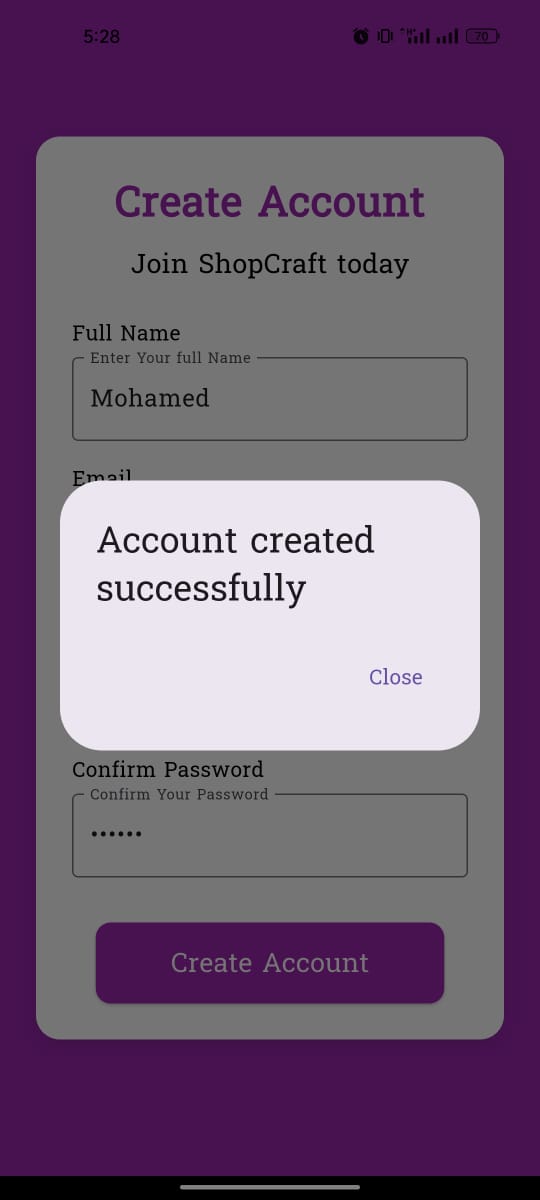 5:28
70
Create Account
Join ShopCraft today
Full Name
Enter Your full Name
Mohamed
Email
Account created
successfully
Close
Confirm Password
Confirm Your Password
••••••
Create Account